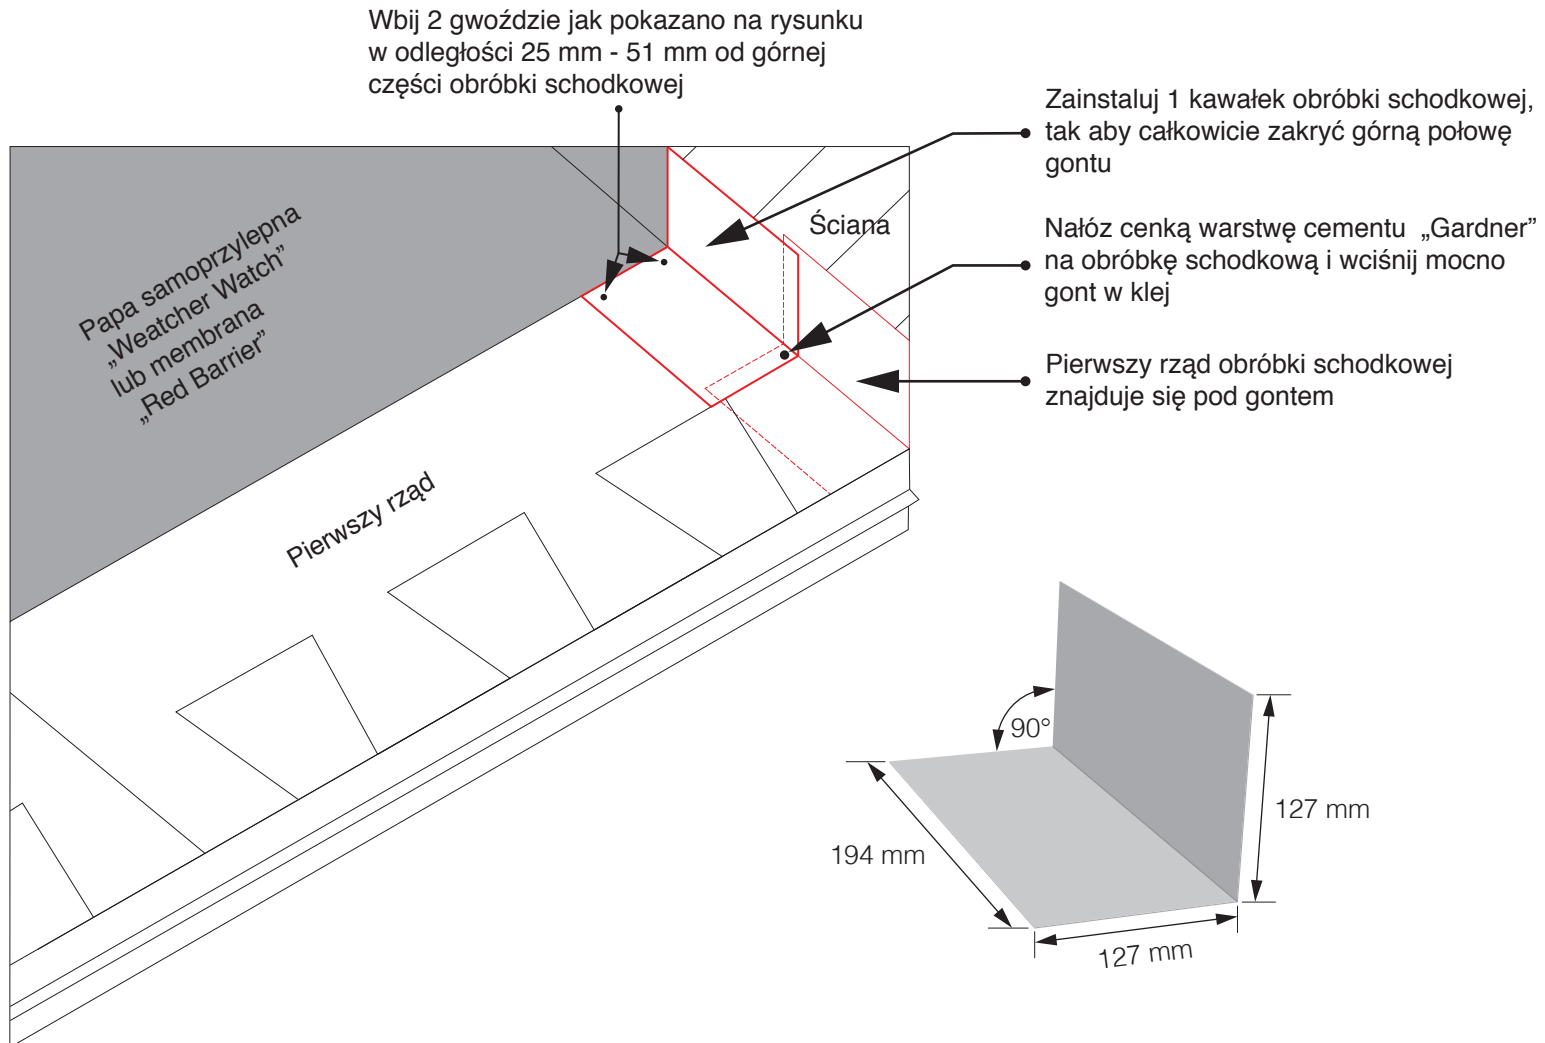 Wbij 2 gwoździe jak pokazano na rysunku
w odległości 25 mm - 51 mm od górnej
części obróbki schodkowej
Zainstaluj 1 kawałek obróbki schodkowej,
tak aby całkowicie zakryć górną połowę
gontu
Ściana
Nałóz cenką warstwę cementu „Gardner”
na obróbkę schodkową i wciśnij mocno
gont w klej
Papa samoprzylepna
„Weatcher Watch”
lub membrana
„Red Barrier”
Pierwszy rząd obróbki schodkowej
znajduje się pod gontem
Pierwszy rząd
90°
127 mm
194 mm
127 mm